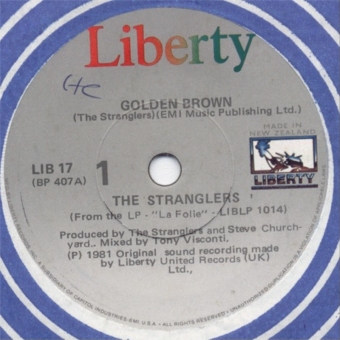 Liberty
GOLDEN BROWN
(The Stranglers)(EMI Music Publishing Ltd.)
MADE IN
NEW ZEALAND
LIB 17
(BP 407A)
1
LIBERTY
THE STRANGLERS
(From the LP - "La Folie" - LIBLP 1014)
Produced by The Stranglers and Steve Church-
yard.. Mixed by Tony Visconti.
(P) 1981 Original sound recording made
by Liberty United Records (UK)
Ltd.,